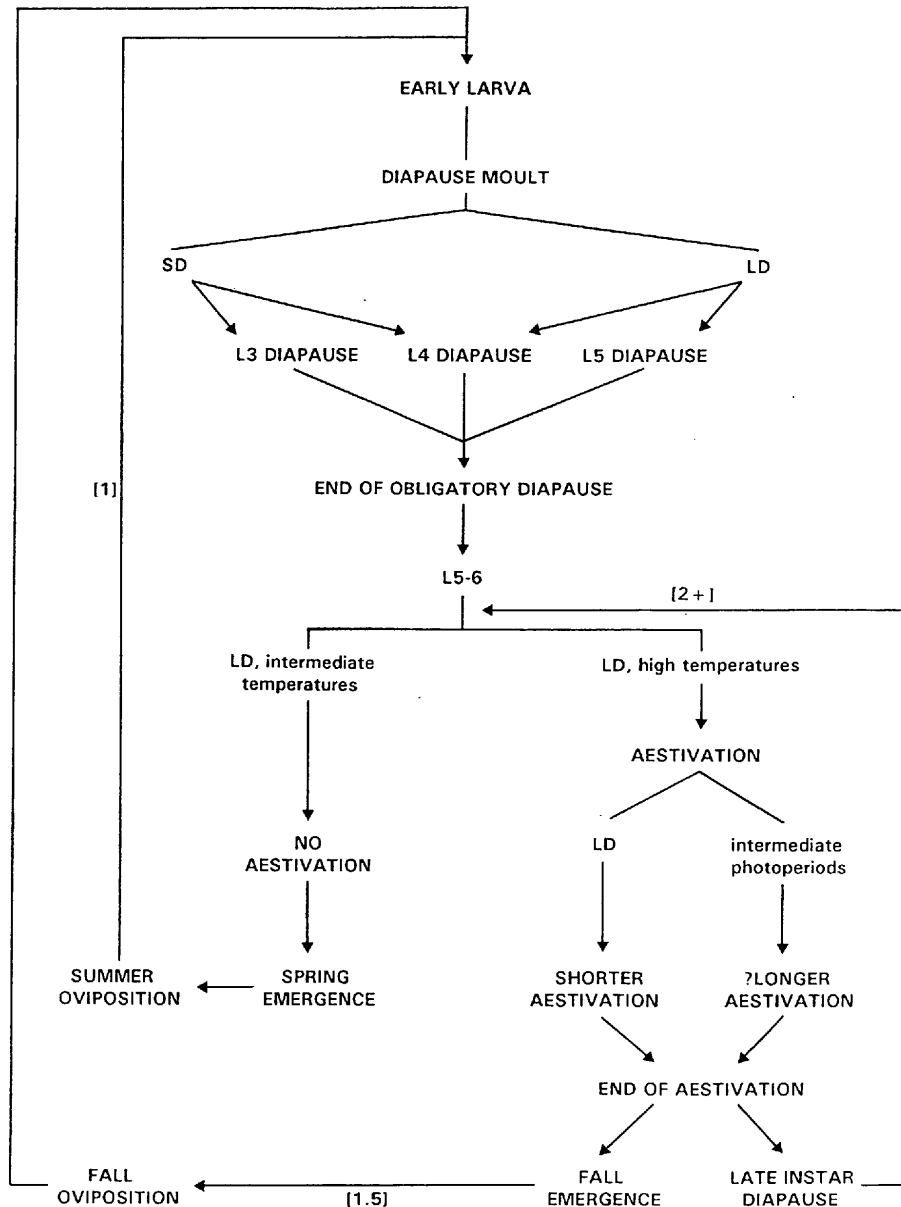 EARLY LARVA
DIAPAUSE MOULT
SD
LD
L3 DIAPAUSE
L4 DIAPAUSE
L5 DIAPAUSE
[1]
END OF OBLIGATORY DIAPAUSE
L5-6
[2+]
LD, intermediate
temperatures
LD, high temperatures
AESTIVATION
NO
AESTIVATION
LD
intermediate
photoperiods
SUMMER
OVIPOSITION
SPRING
EMERGENCE
SHORTER
AESTIVATION
?LONGER
AESTIVATION
END OF AESTIVATION
FALL
OVIPOSITION
[1.5]
FALL
EMERGENCE
LATE INSTAR
DIAPAUSE